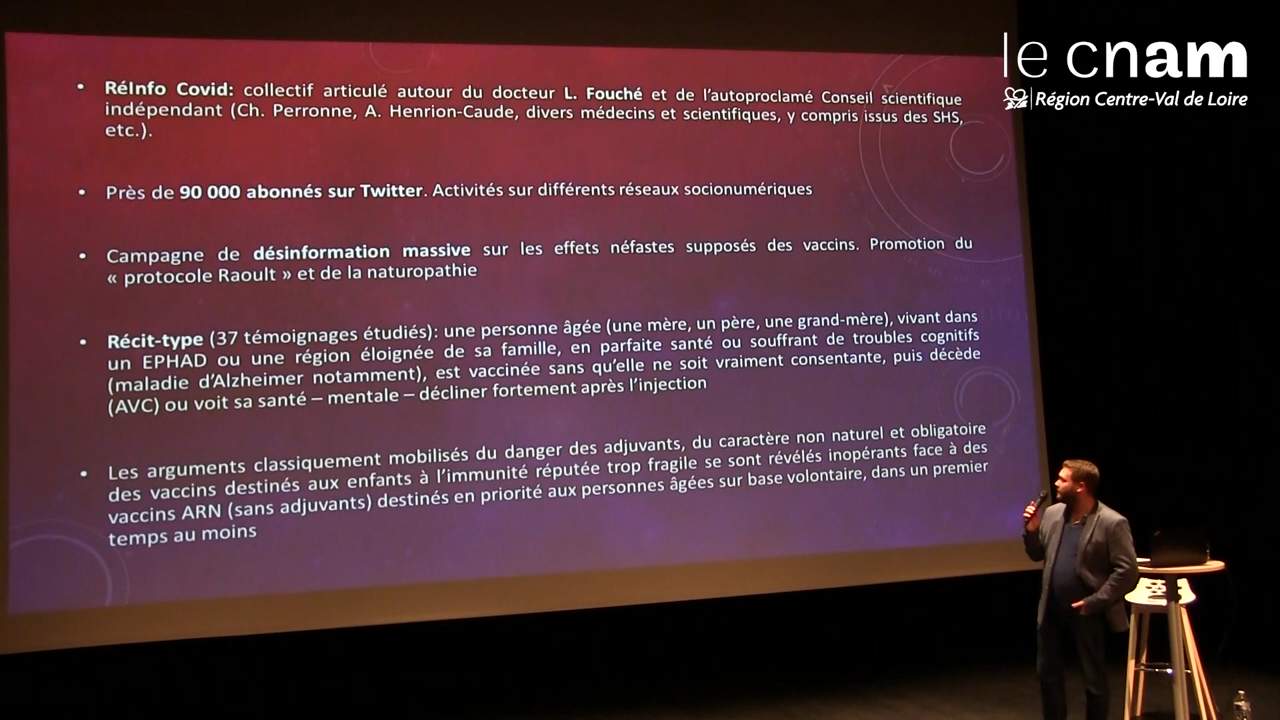 le cnam
Région Centre-Val de Loire
• RéInfo Covid: collectif articulé autour du docteur L. Fouché et de l'autoproclamé Conseil scientifique
indépendant (Ch. Perronne, A. Henrion-Caude, divers médecins et scientifiques, y compris issus des SHS,
etc.).
• Près de 90 000 abonnés sur Twitter. Activités sur différents réseaux socionumériques
• Campagne de désinformation massive sur les effets néfastes supposés des vaccins. Promotion du
« protocole Raoult » et de la naturopathie
• Récit-type (37 témoignages étudiés): une personne âgée (une mère, un père, une grand-mère), vivant dans
un EPHAD ou une région éloignée de sa famille, en parfaite santé ou souffrant de troubles cognitifs
(maladie d'Alzheimer notamment), est vaccinée sans qu'elle ne soit vraiment consentante, puis décède
(AVC) ou voit sa santé – mentale – décliner fortement après l'injection
• Les arguments classiquement mobilisés du danger des adjuvants, du caractère non naturel et obligatoire
des vaccins destinés aux enfants à l'immunité réputée trop fragile se sont révélés inopérants face à des
vaccins ARN (sans adjuvants) destinés en priorité aux personnes âgées sur base volontaire, dans un premier
temps au moins